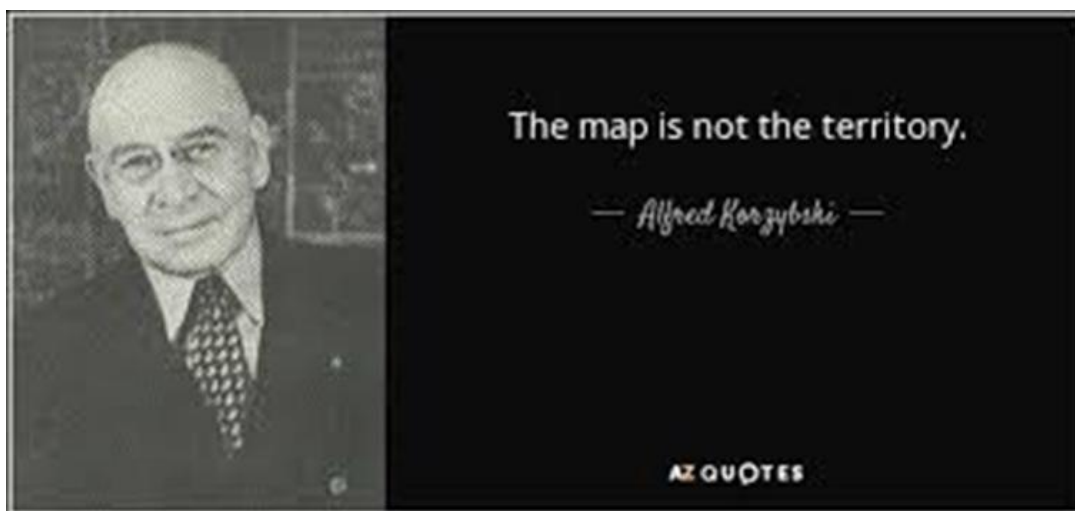 The map is not the territory.
— Alfred Korzybski —
AZ QUOTES